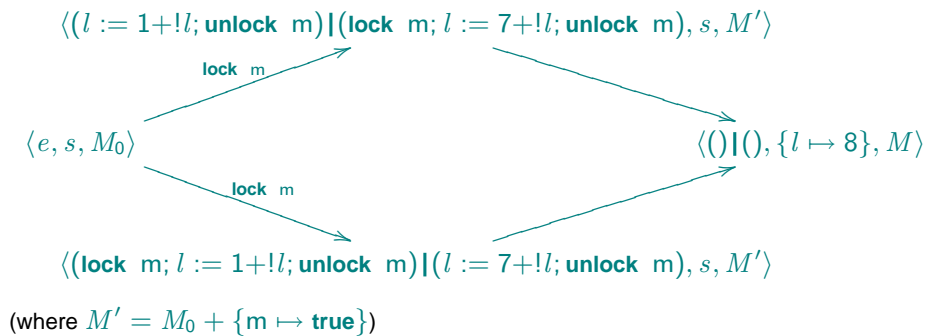 ⟨(l := 1+!l; unlock m)|(lock m; l := 7+!l; unlock m), s, M′⟩
lock m
⟨e, s, M₀⟩
⟨()|(), {l ↦ 8}, M⟩
lock m
⟨(lock m; l := 1+!l; unlock m)|(l := 7+!l; unlock m), s, M′⟩
(where M′ = M₀ + {m ↦ true})